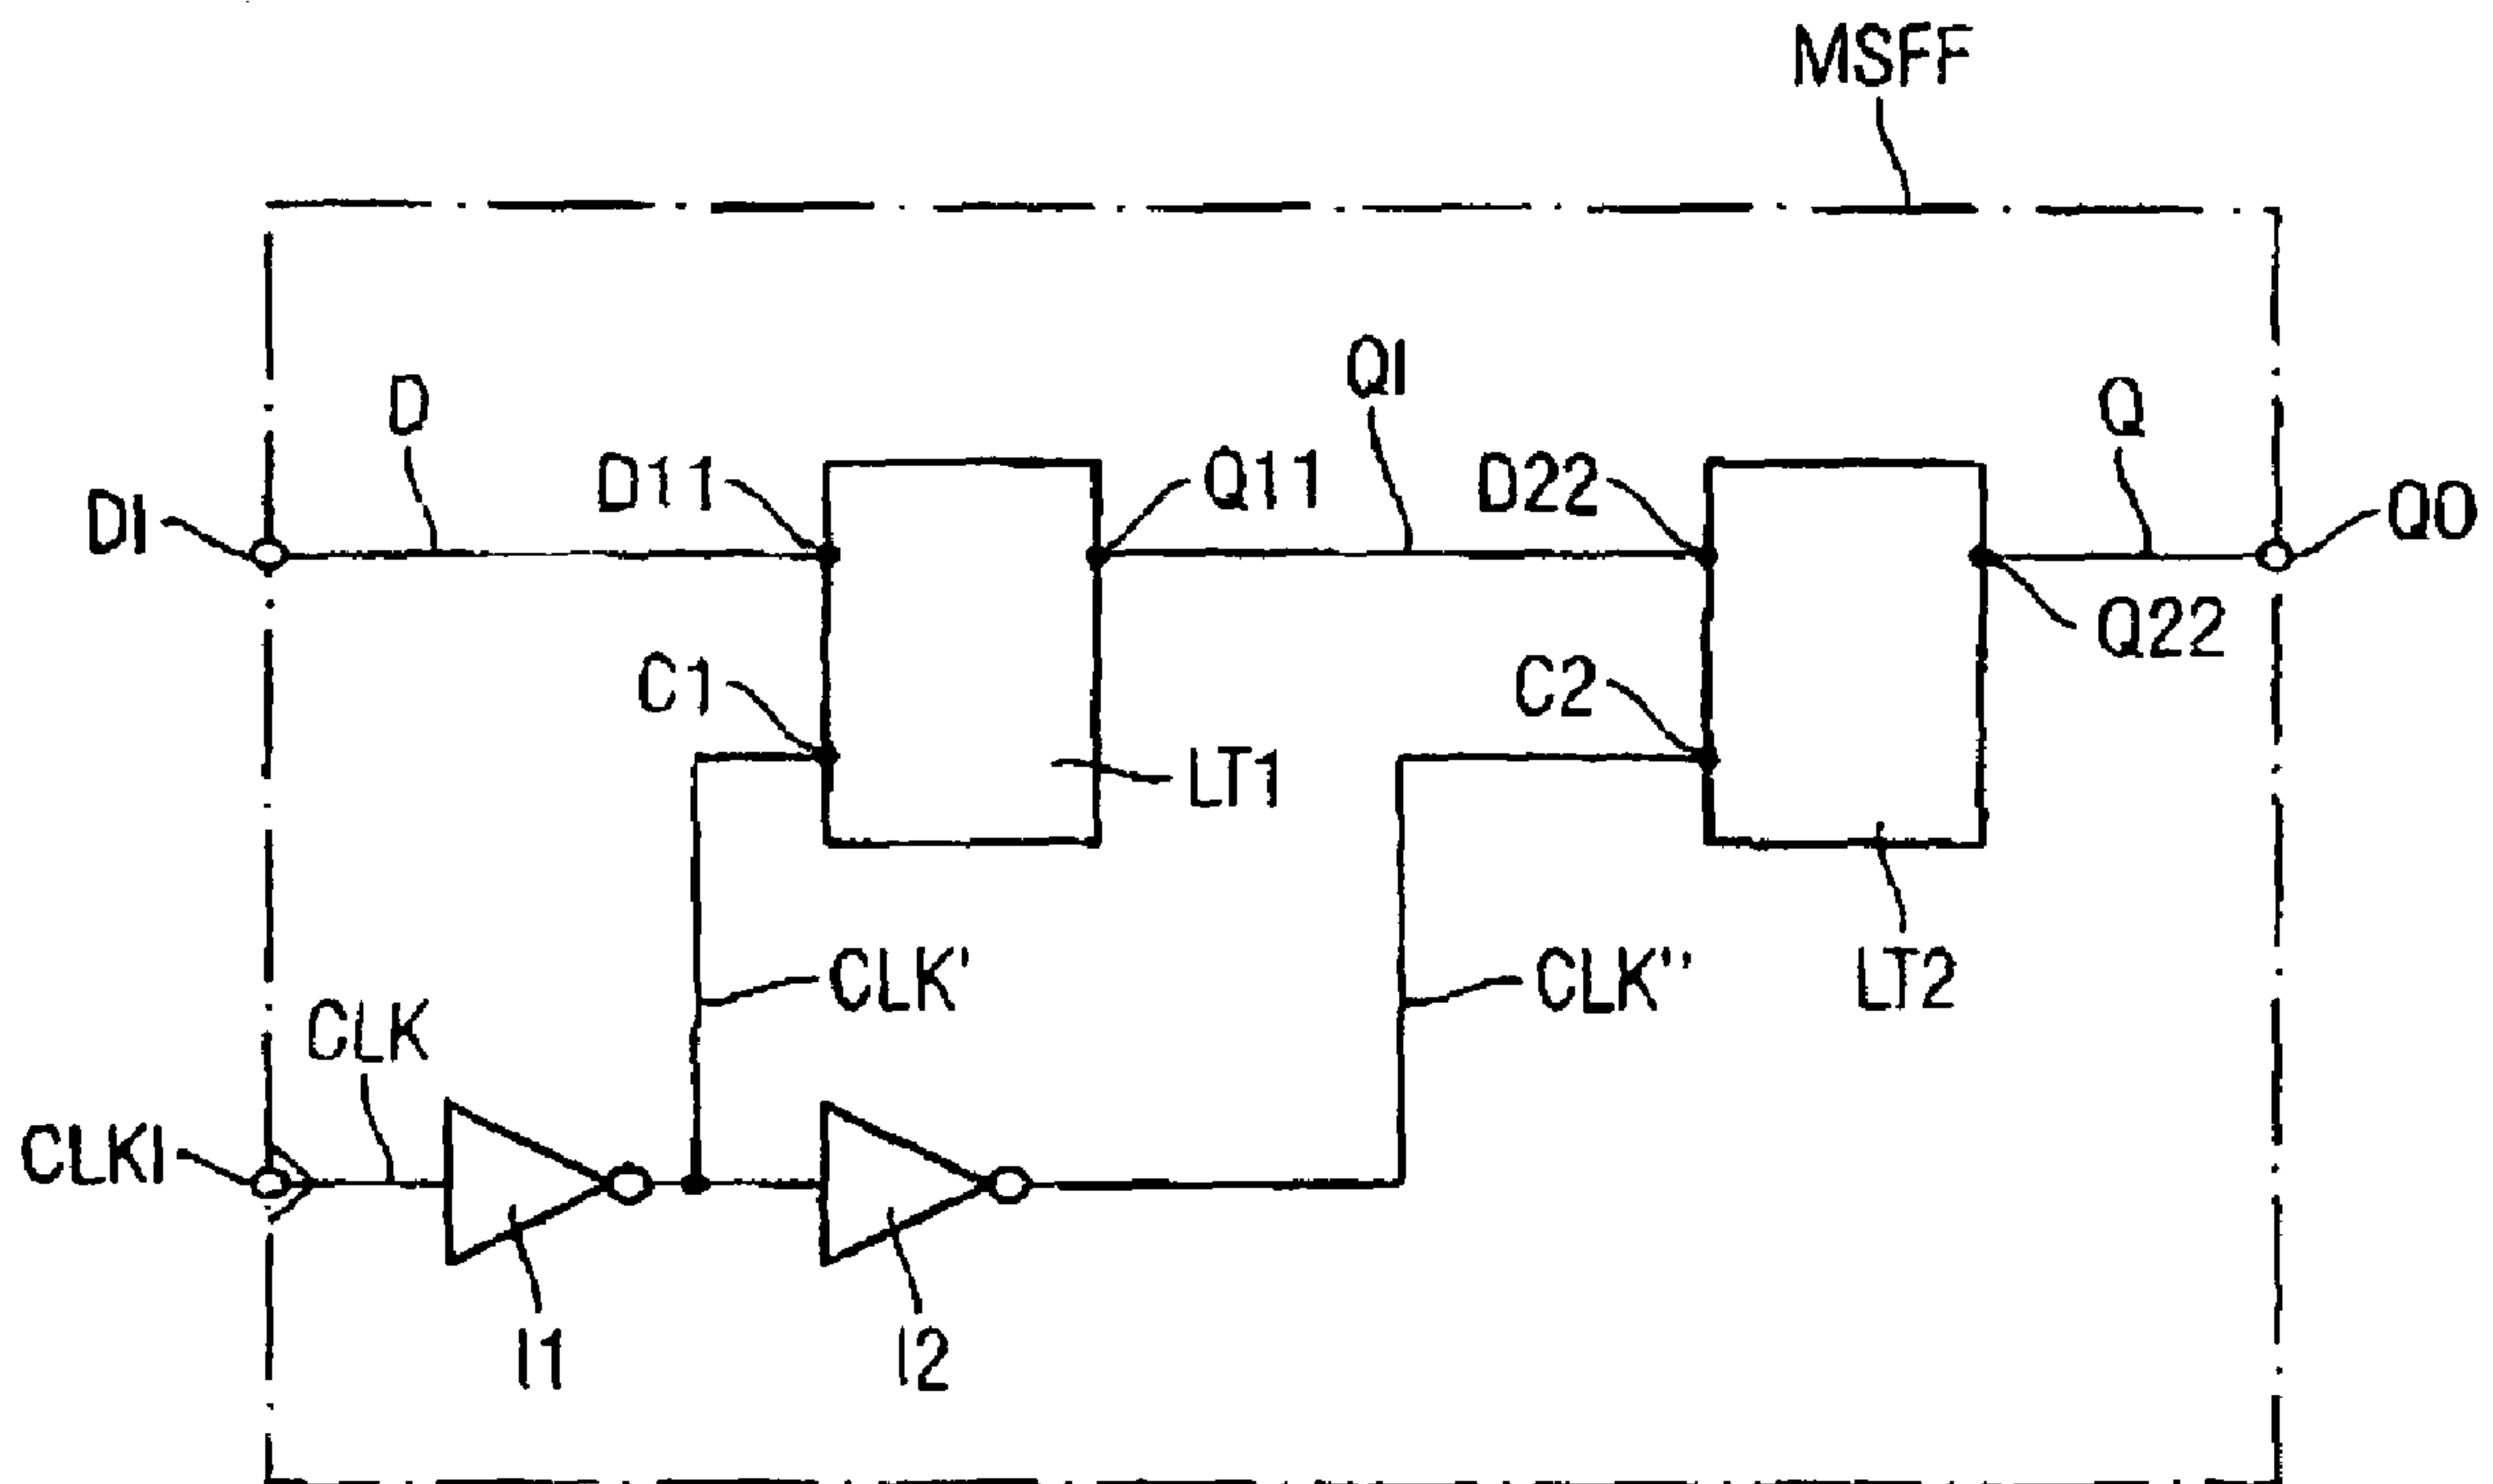 MSFF
D
QI
Q
DI
D11
Q11
D22
QO
Q22
C1
C2
LT1
CLK'
CLK''
LT2
CLK
CLKI
I1
I2